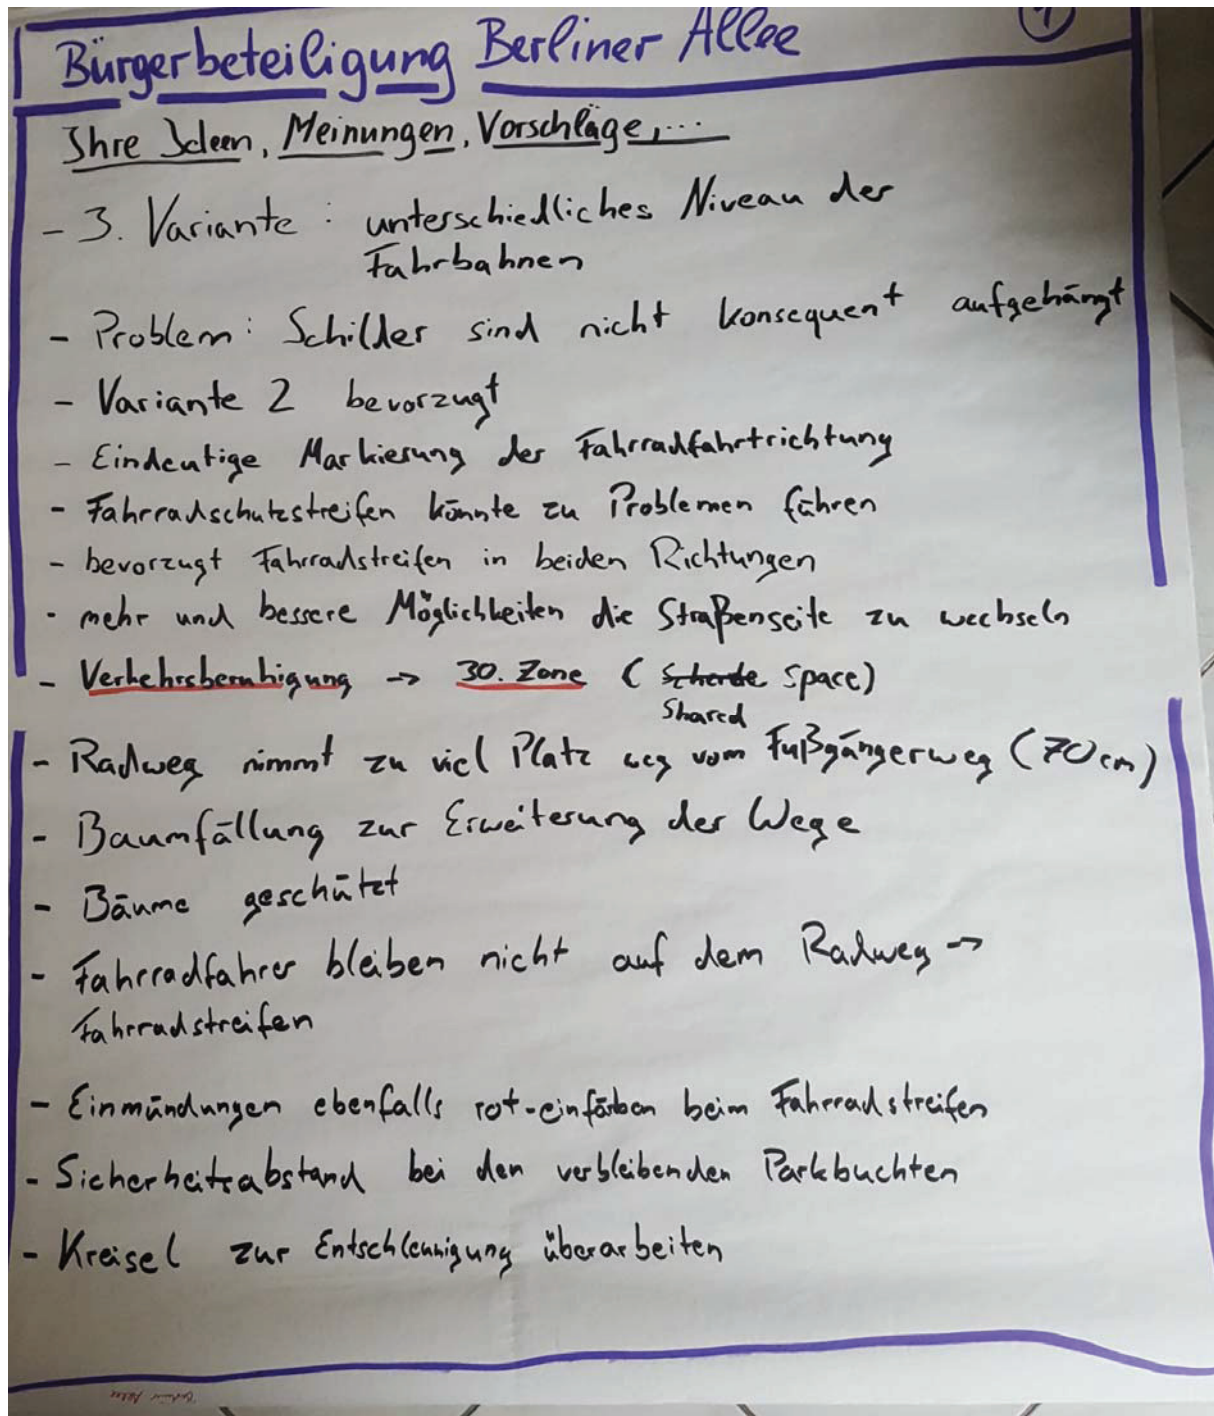 1
Bürgerbeteiligung Berliner Allee
Ihre Ideen, Meinungen, Vorschläge,...
- 3. Variante : unterschiedliches Niveau der
Fahrbahnen
- Problem: Schilder sind nicht konsequent aufgehängt
- Variante 2 bevorzugt
- Eindeutige Markierung der Fahrradfahrtrichtung
- Fahrradschutzstreifen könnte zu Problemen führen
- bevorzugt Fahrradstreifen in beiden Richtungen
- mehr und bessere Möglichkeiten die Straßenseite zu wechseln
- Verkehrsberuhigung → 30. Zone ( space)
Shared
- Radweg nimmt zu viel Platz weg vom Fußgängerweg (70cm)
- Baumfällung zur Erweiterung der Wege
- Bäume geschützt
- Fahrradfahrer bleiben nicht auf dem Radweg →
Fahrradstreifen
- Einmündungen ebenfalls rot-einfärben beim Fahrradstreifen
- Sicherheitsabstand bei den verbleibenden Parkbuchten
- Kreisel zur Entschleunigung überarbeiten